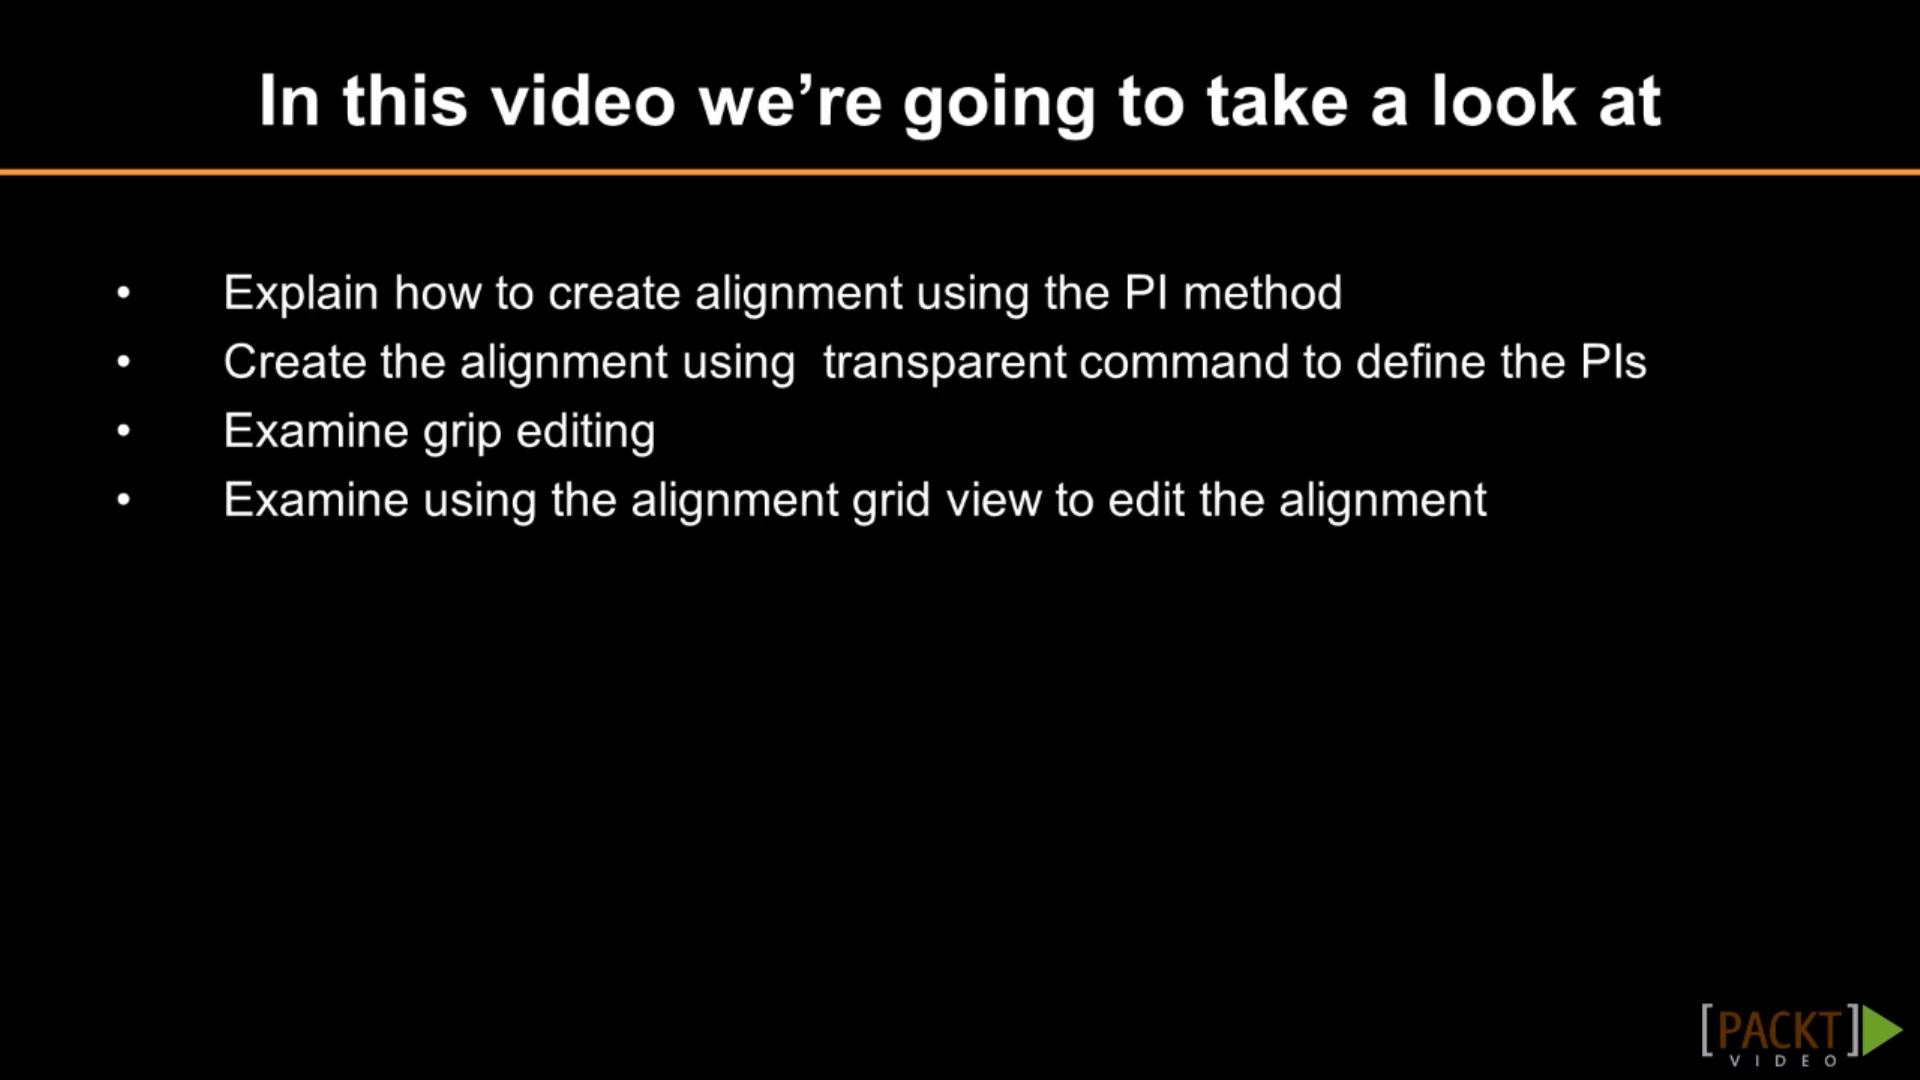 In this video we’re going to take a look at
• Explain how to create alignment using the PI method
• Create the alignment using  transparent command to define the PIs
• Examine grip editing
• Examine using the alignment grid view to edit the alignment
[PACKT]
VIDEO